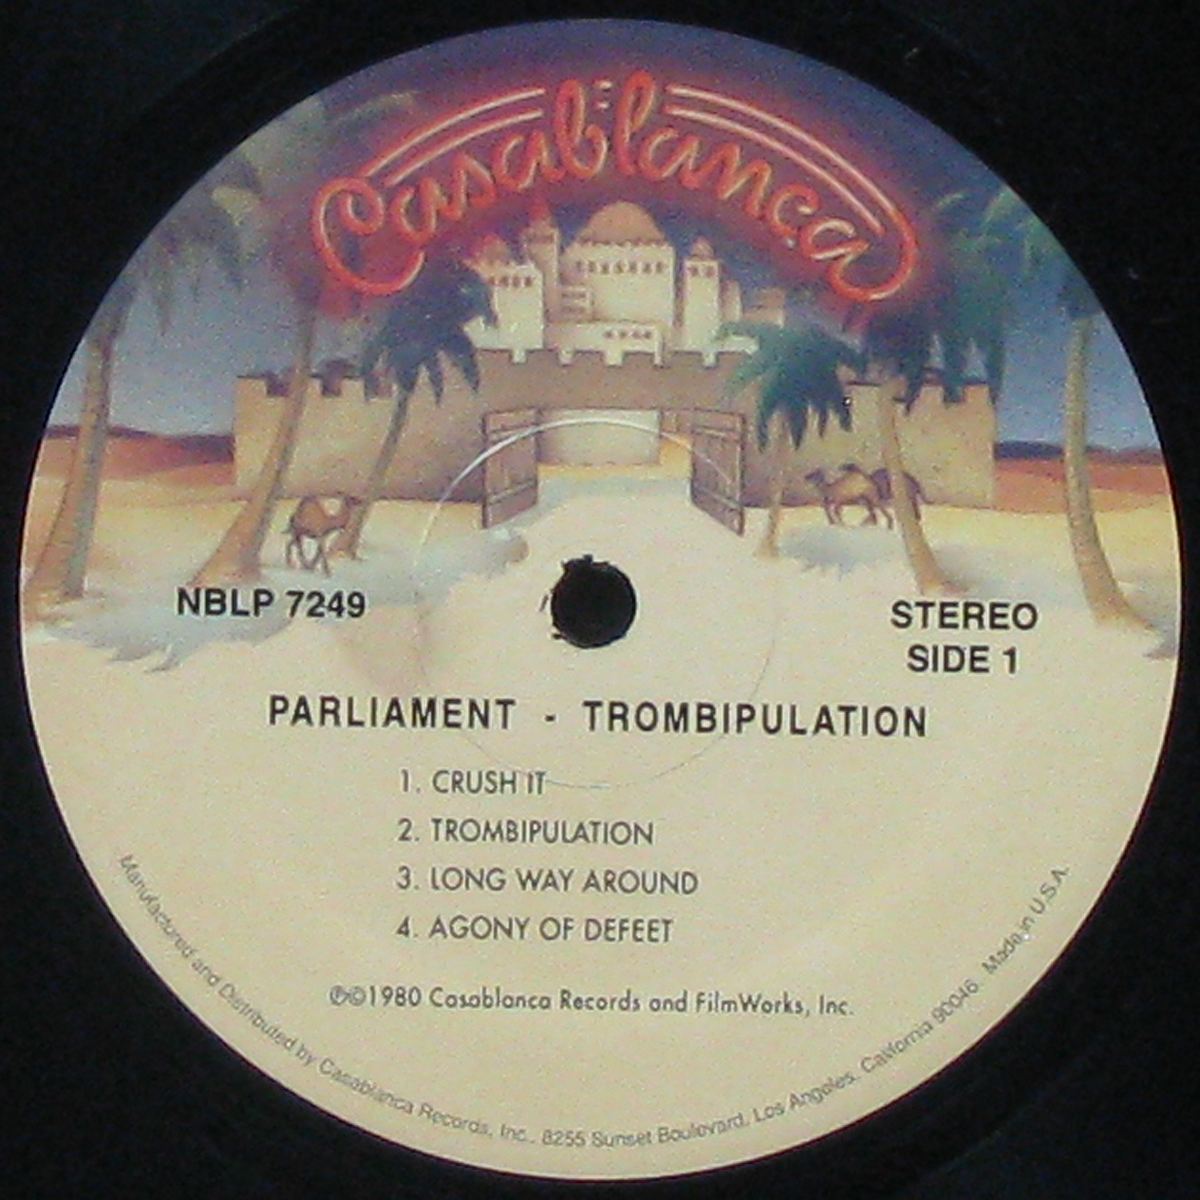 Casablanca
NBLP 7249
STEREO
SIDE 1
PARLIAMENT - TROMBIPULATION
1. CRUSH IT
2. TROMBIPULATION
3. LONG WAY AROUND
4. AGONY OF DEFEET
℗©1980 Casablanca Records and FilmWorks, Inc.
Manufactured and Distributed by Casablanca Records, Inc., 8255 Sunset Boulevard, Los Angeles, California 90046 Made in U.S.A.